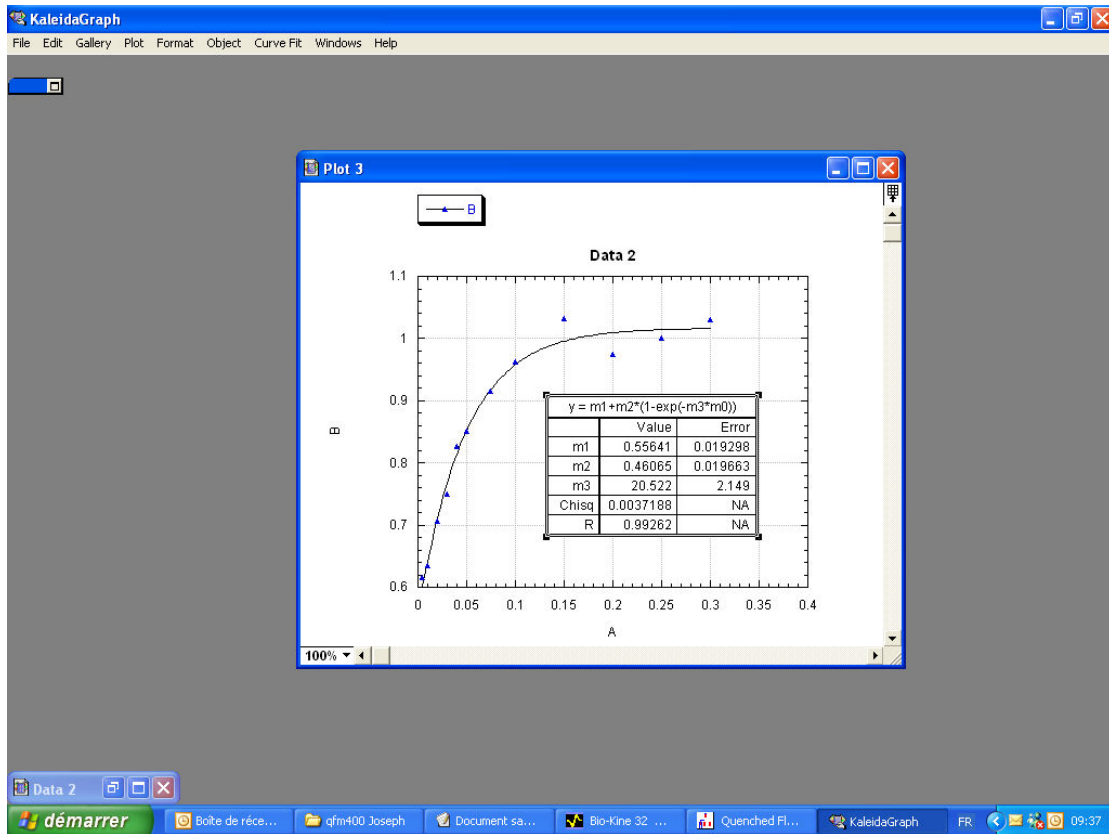 KaleidaGraph
File Edit Gallery Plot Format Object Curve Fit Windows Help
Plot 3
B
Data 2
1.1
1
0.9
0.8
0.7
0.6
B
y = m1+m2*(1-exp(-m3*m0))
Value Error
m1 0.55641 0.019298
m2 0.46065 0.019663
m3 20.522 2.149
Chisq 0.0037188 NA
R 0.99262 NA
0 0.05 0.1 0.15 0.2 0.25 0.3 0.35 0.4
A
100%
Data 2
démarrer Boîte de réce... qfm400 Joseph Document sa... Bio-Kine 32 ... Quenched Fl... KaleidaGraph FR 09:37